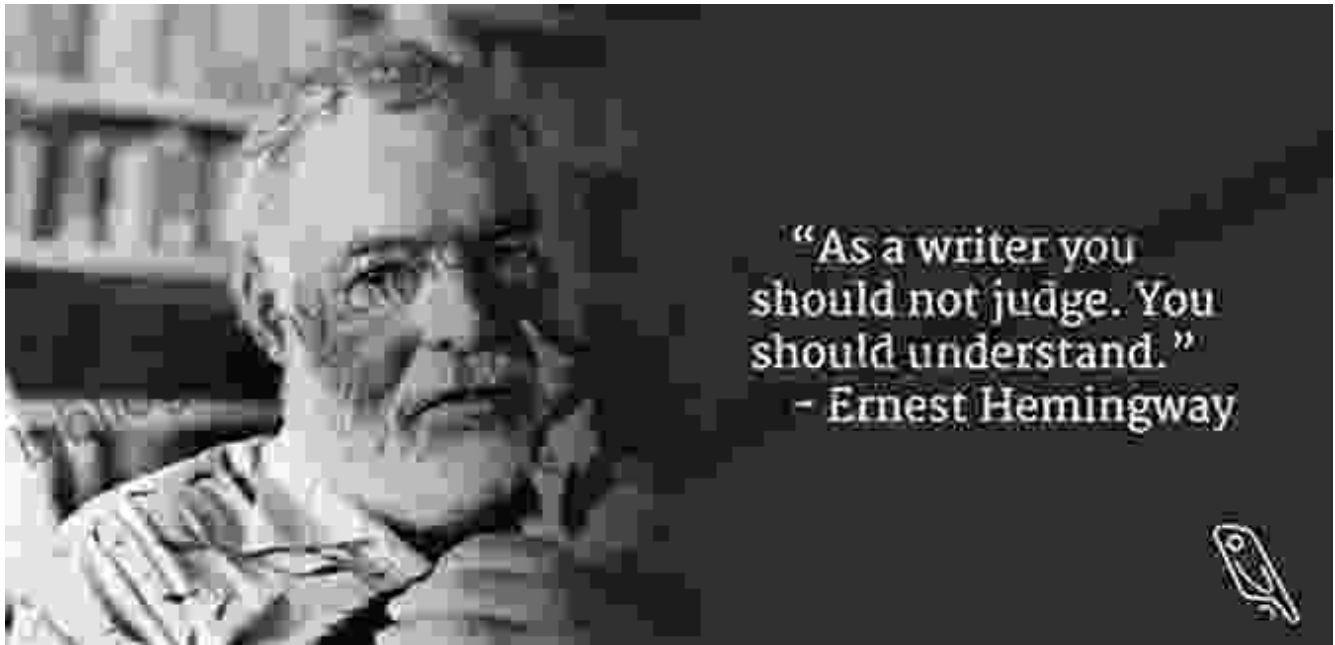 “As a writer you
should not judge. You
should understand.”
- Ernest Hemingway